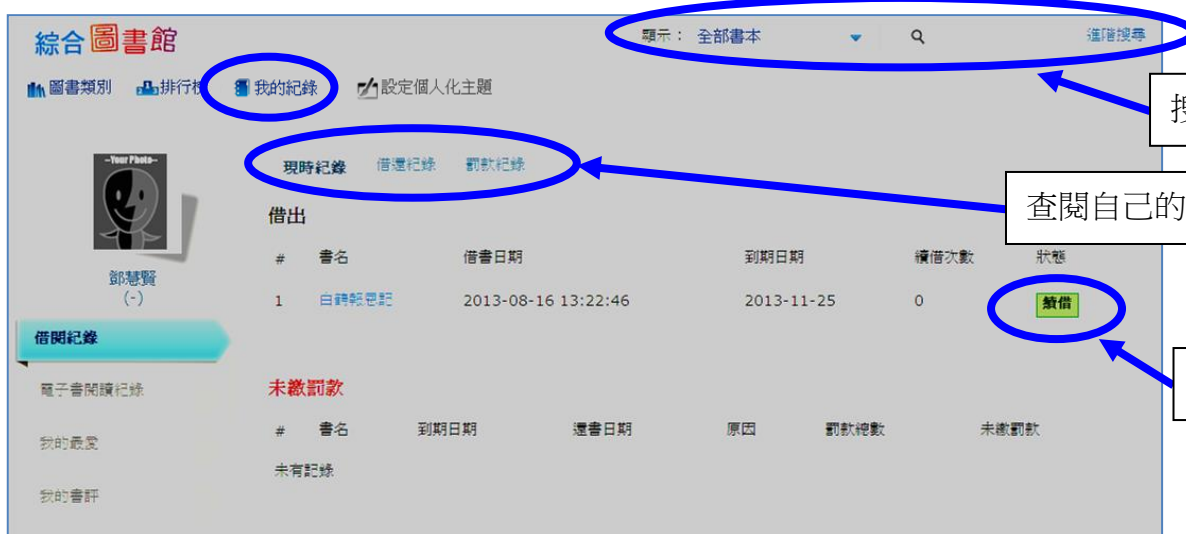 綜合圖書館
顯示： 全部書本 進階搜尋
圖書類別 排行 我的紀錄 設定個人化主題
--Your Photo--
現時紀錄 借還紀錄 罰款紀錄
查閱自己的
借出
# 書名 借書日期 到期日期 續借次數 狀態
鄧慧賢
(-)
1 白鶴報恩記 2013-08-16 13:22:46 2013-11-25 0 續借
借閱紀錄
電子書閱讀紀錄
未繳罰款
# 書名 到期日期 還書日期 原因 罰款總數 未繳罰款
我的最愛
未有記錄
我的書評